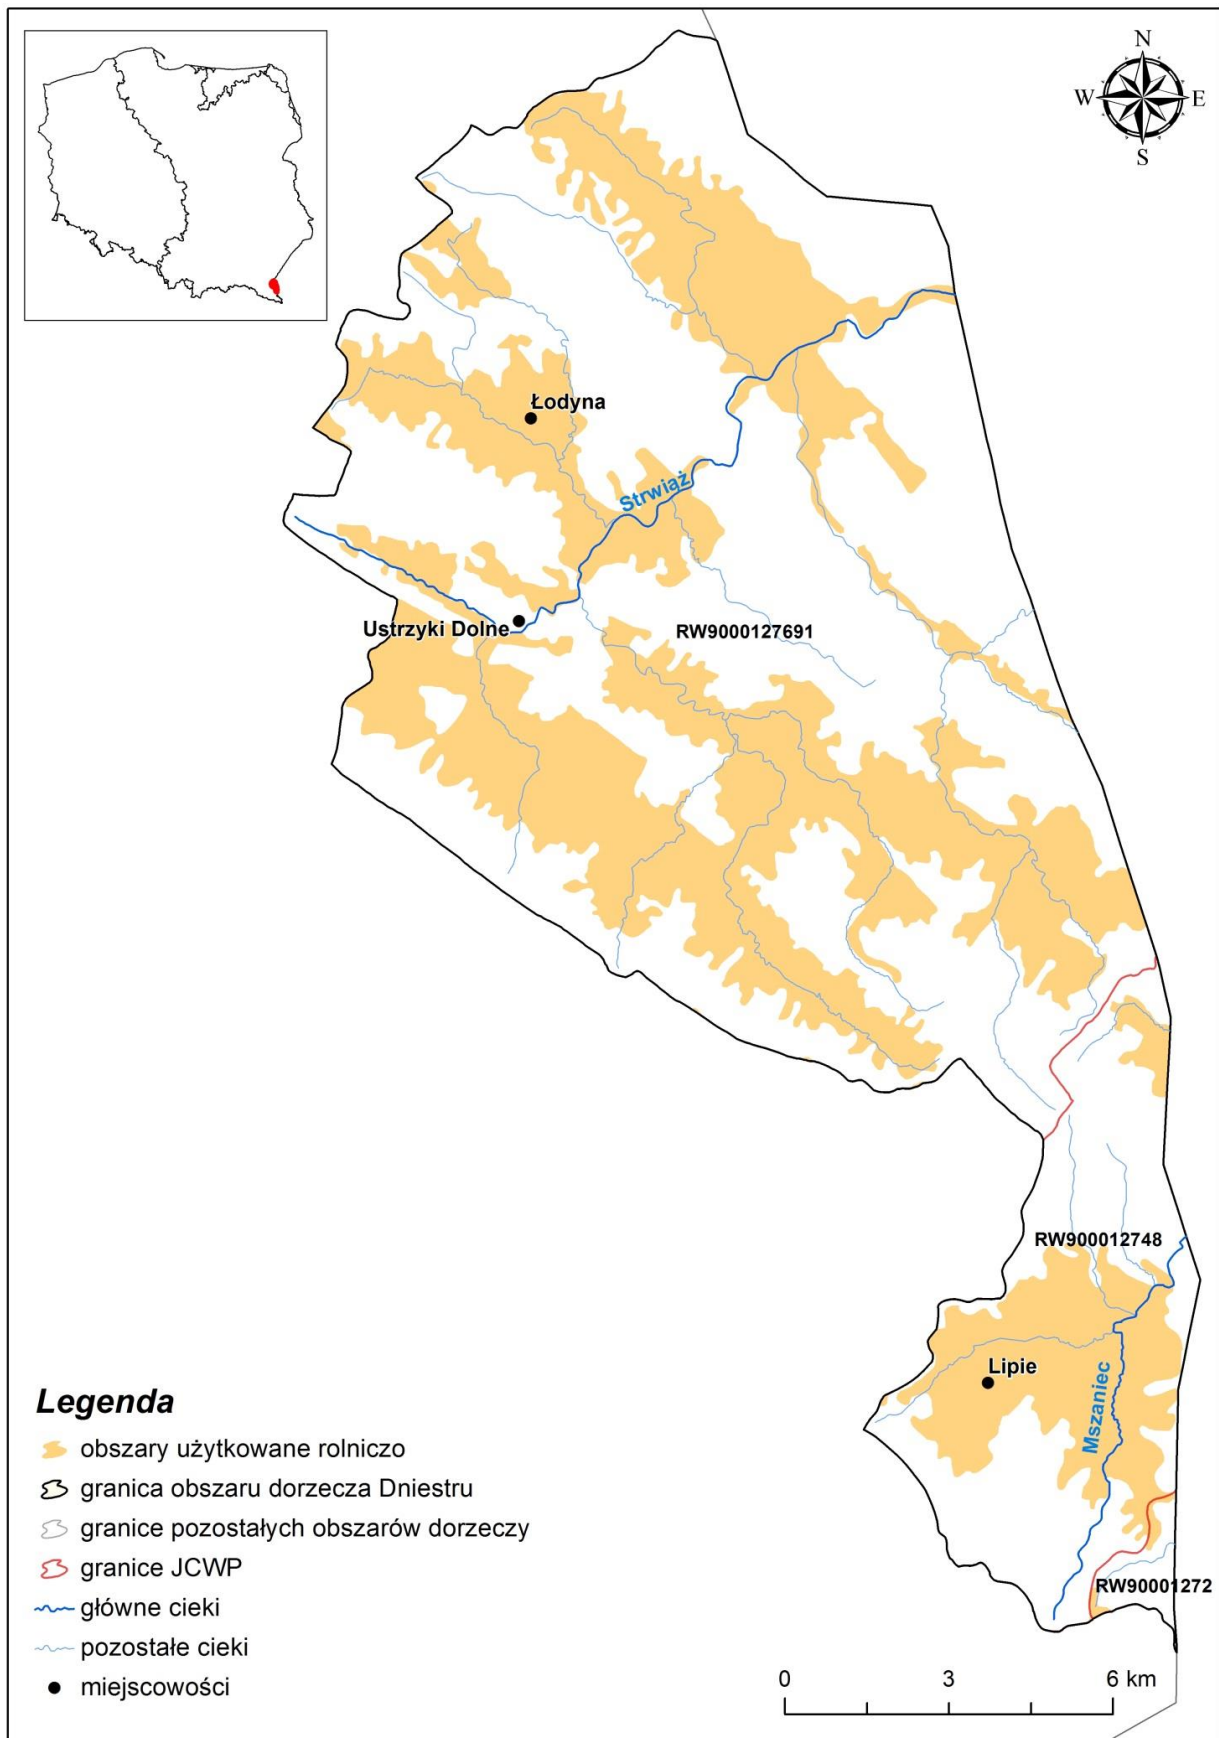 N
W E
S
Łodyna
Strwiąż
Ustrzyki Dolne
RW9000127691
RW900012748
Lipie
Mszaniec
RW90001272
Legenda
obszary użytkowane rolniczo
granica obszaru dorzecza Dniestru
granice pozostałych obszarów dorzeczy
granice JCWP
główne cieki
pozostałe cieki
miejscowości
0 3 6 km